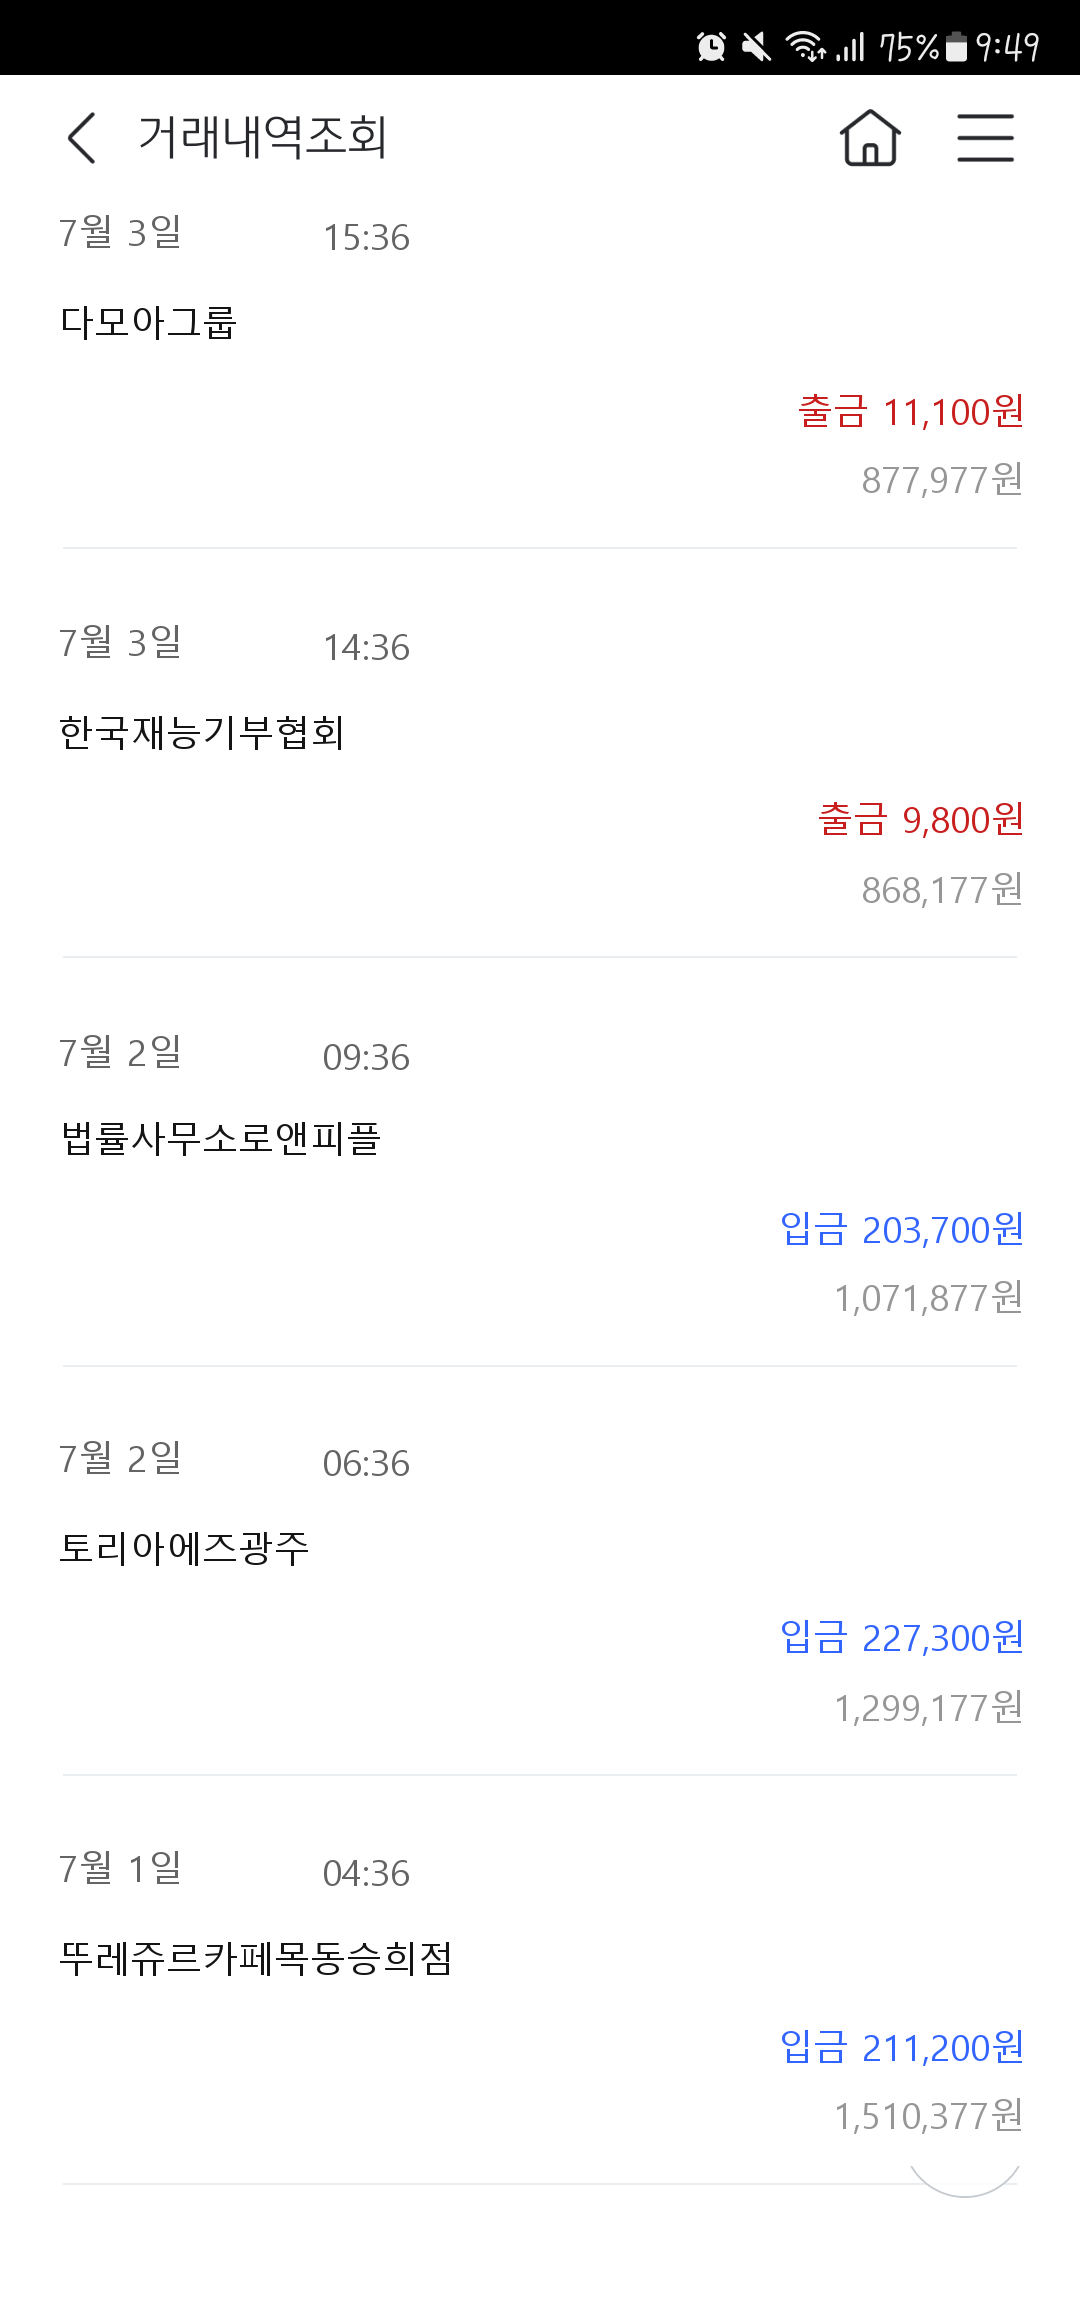 75% 9:49
거래내역조회
7월 3일 15:36
다모아그룹
출금 11,100원
877,977원
7월 3일 14:36
한국재능기부협회
출금 9,800원
868,177원
7월 2일 09:36
법률사무소로앤피플
입금 203,700원
1,071,877원
7월 2일 06:36
토리아에즈광주
입금 227,300원
1,299,177원
7월 1일 04:36
뚜레쥬르카페목동승희점
입금 211,200원
1,510,377원